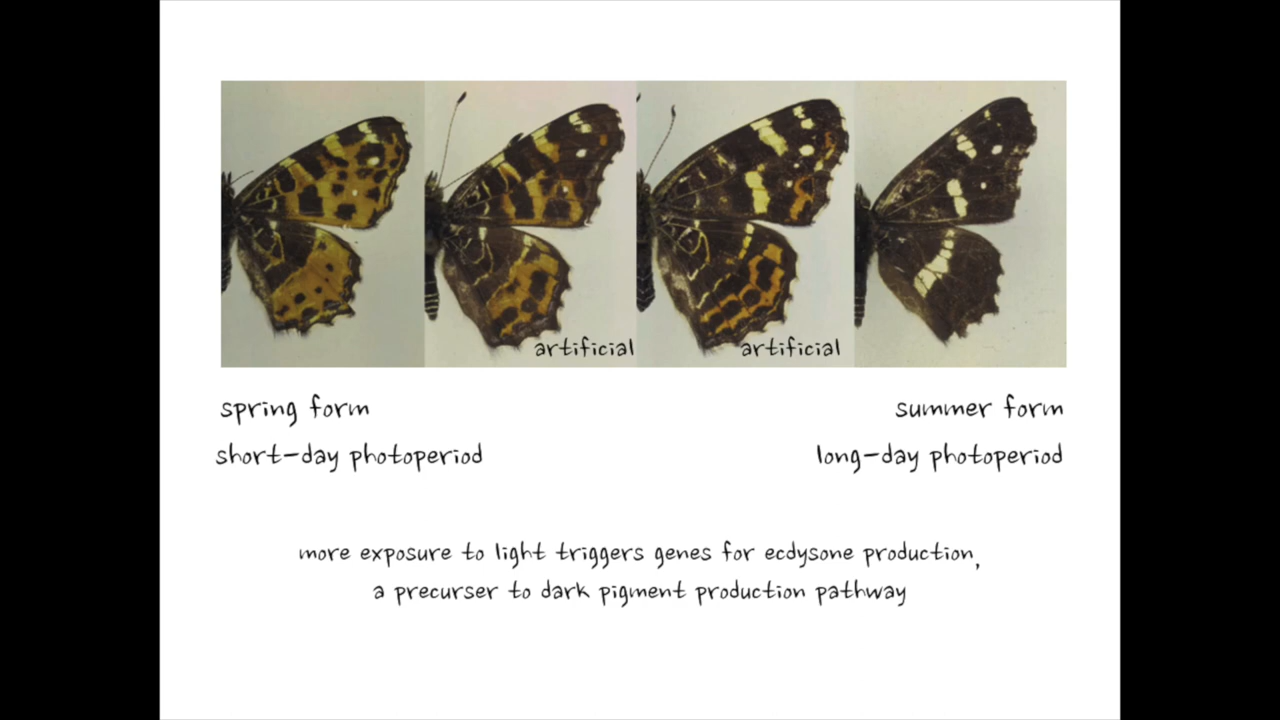 artificial
artificial
spring form
summer form
short-day photoperiod
long-day photoperiod
more exposure to light triggers genes for ecdysone production,
a precurser to dark pigment production pathway